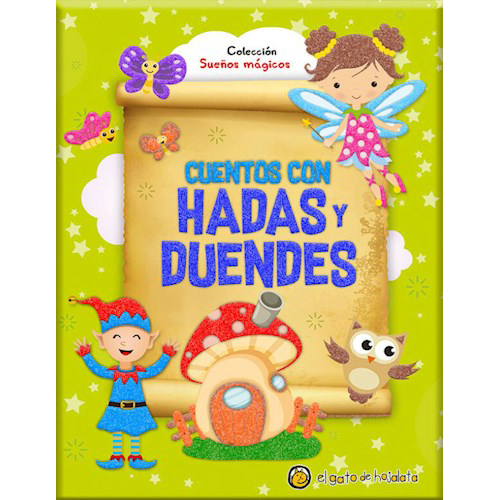 Colección
Sueños mágicos
CUENTOS CON
HADAS Y
DUENDES
el gato de hojalata